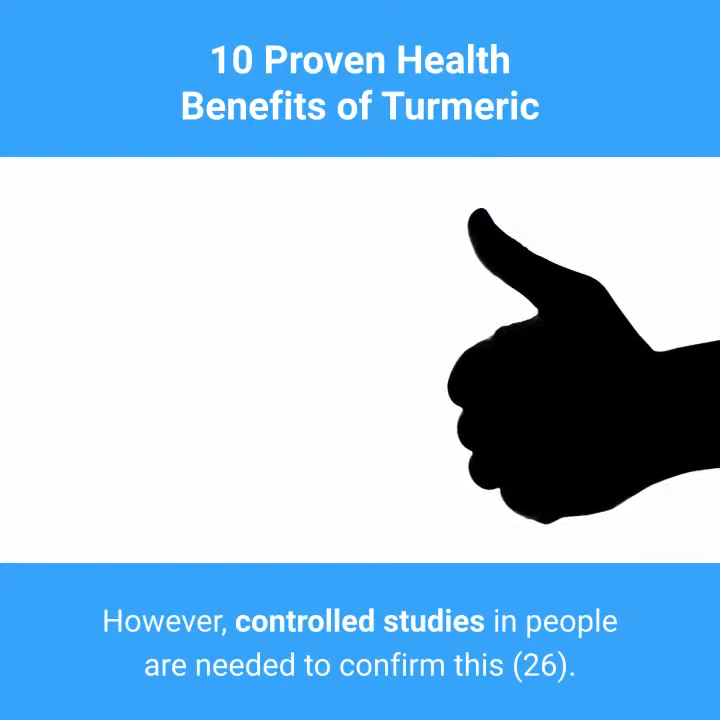 10 Proven Health
Benefits of Turmeric
However, controlled studies in people
are needed to confirm this (26).